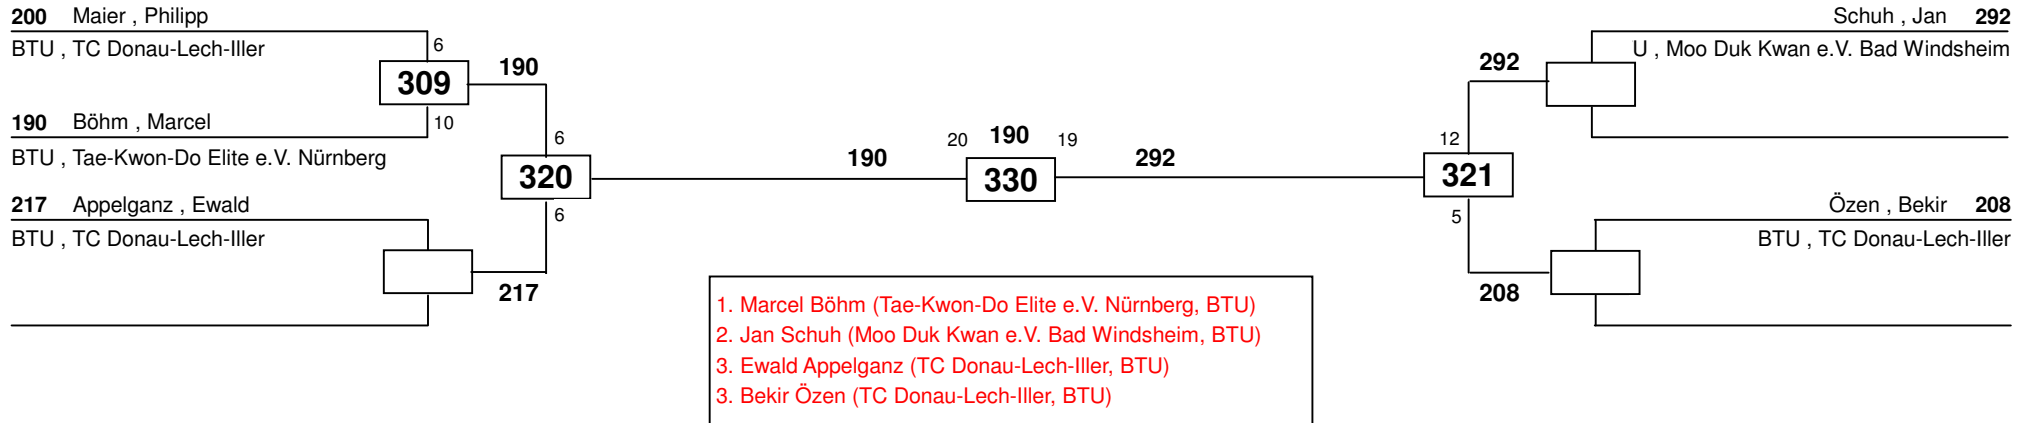 200 Maier , Philipp
BTU , TC Donau-Lech-Iller
6
309
190
10
190 Böhm , Marcel
BTU , Tae-Kwon-Do Elite e.V. Nürnberg
6
320
6
217 Appelganz , Ewald
BTU , TC Donau-Lech-Iller
217
190
20 190 19
330
292
Schuh , Jan 292
U , Moo Duk Kwan e.V. Bad Windsheim
292
12
321
5
Özen , Bekir 208
BTU , TC Donau-Lech-Iller
208
1. Marcel Böhm (Tae-Kwon-Do Elite e.V. Nürnberg, BTU)
2. Jan Schuh (Moo Duk Kwan e.V. Bad Windsheim, BTU)
3. Ewald Appelganz (TC Donau-Lech-Iller, BTU)
3. Bekir Özen (TC Donau-Lech-Iller, BTU)